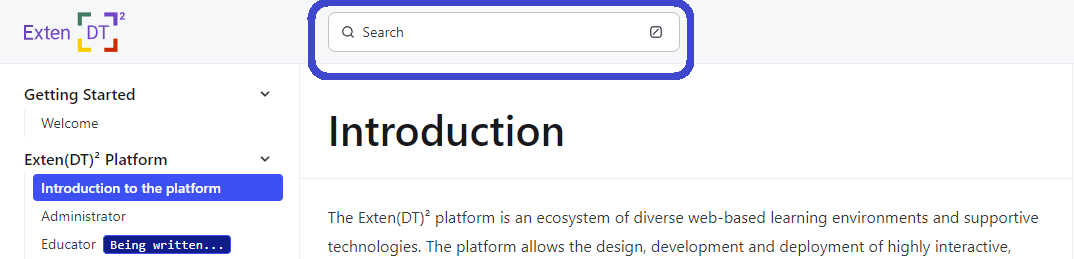 Exten DT²
Search
Getting Started
Welcome
Exten(DT)² Platform
Introduction to the platform
Administrator
Educator Being written...
Introduction
The Exten(DT)² platform is an ecosystem of diverse web-based learning environments and supportive
technologies. The platform allows the design, development and deployment of highly interactive,